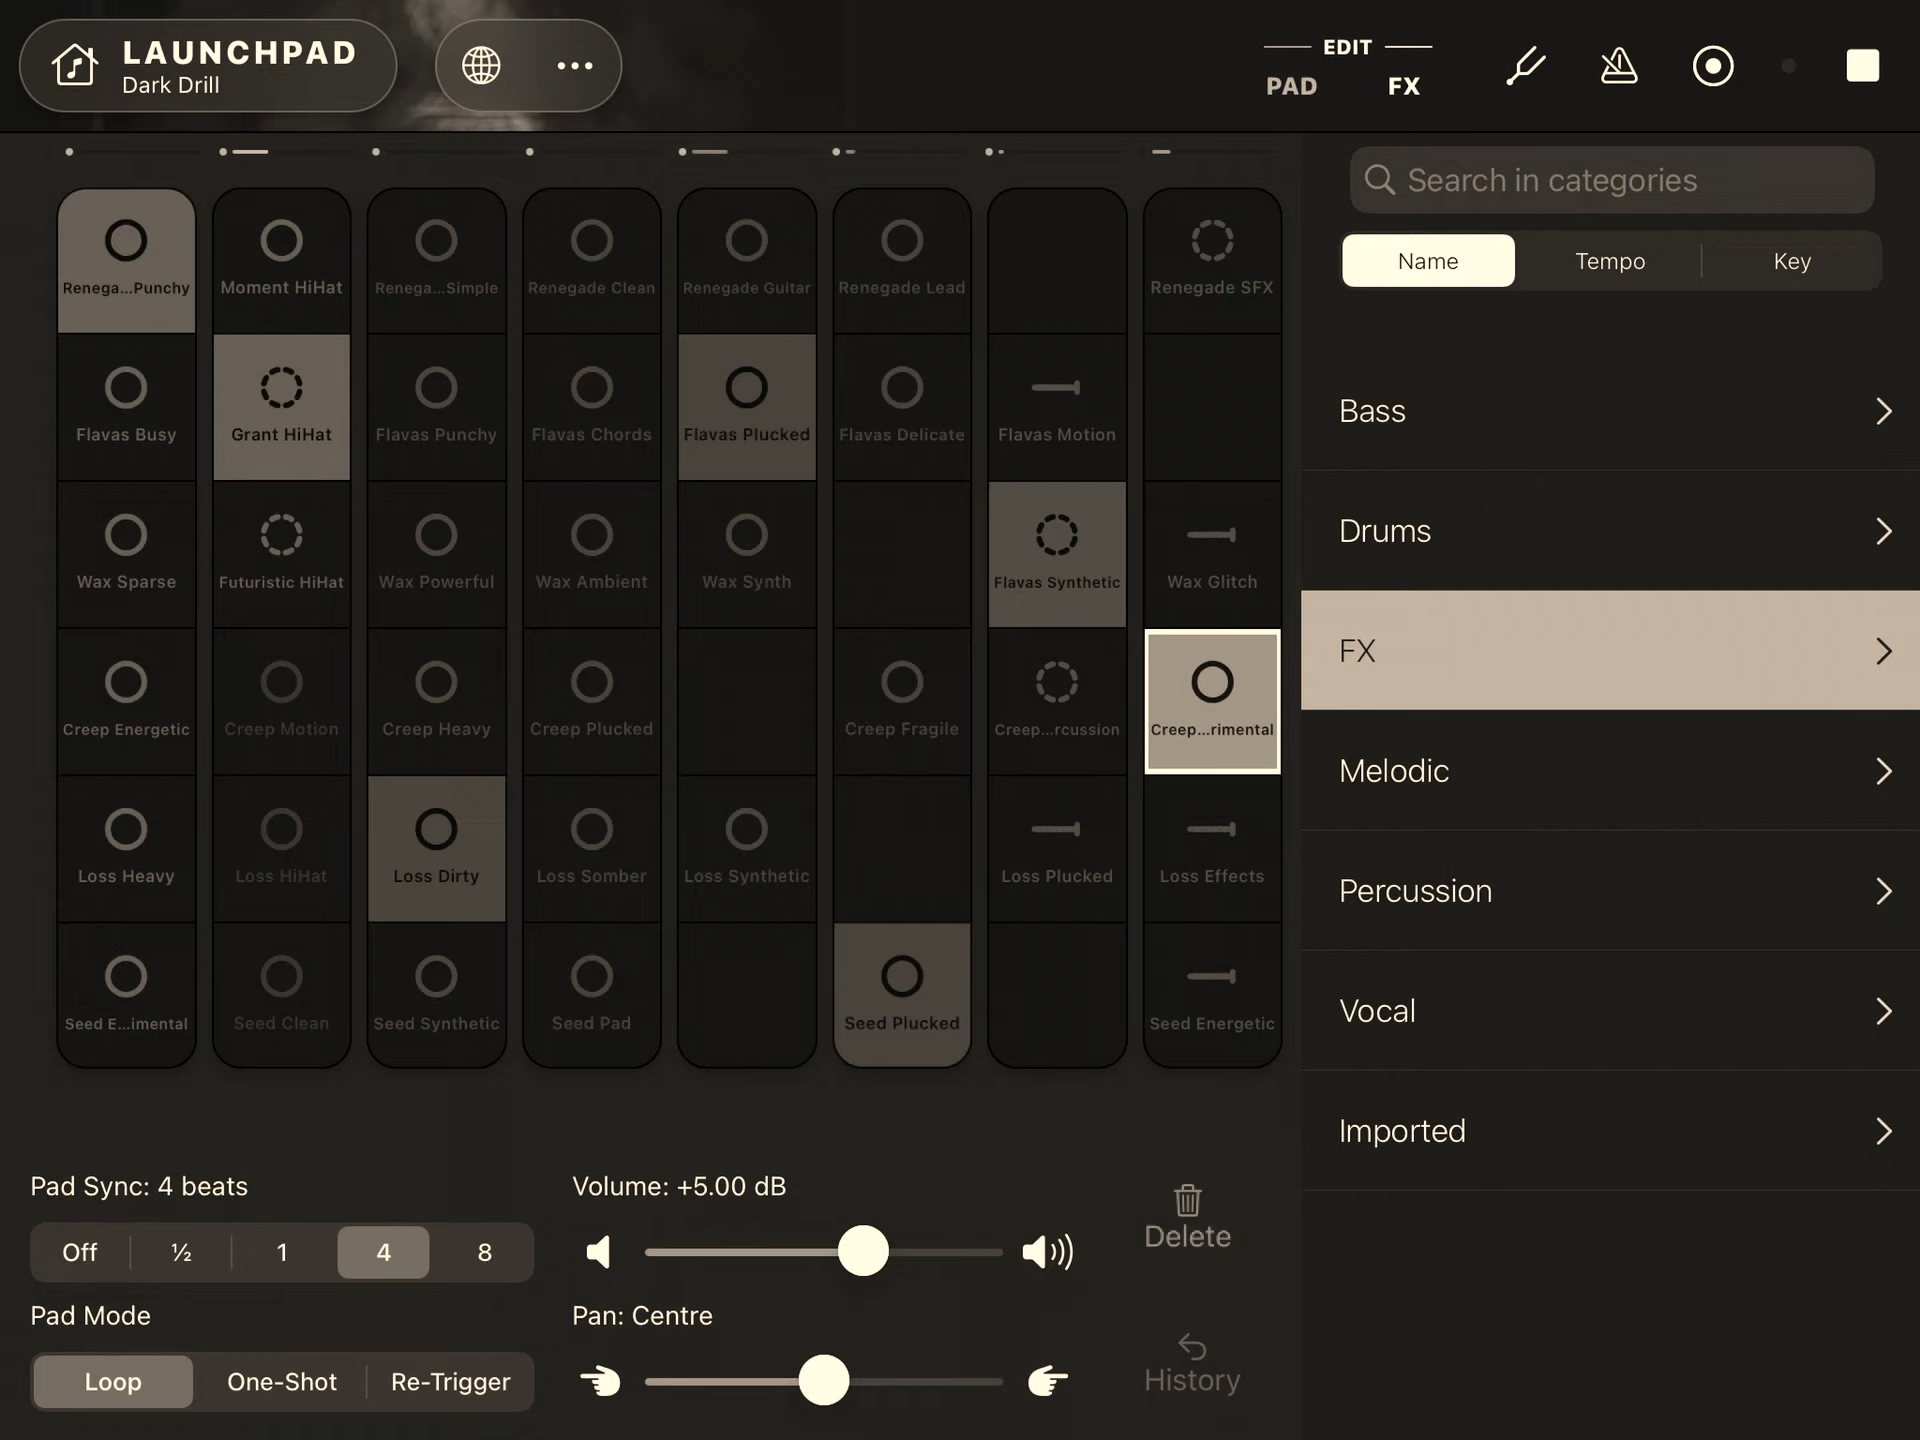 LAUNCHPAD
Dark Drill
EDIT
PAD FX
Search in categories
Name Tempo Key
Renega...Punchy Moment HiHat Renega...Simple Renegade Clean Renegade Guitar Renegade Lead Renegade SFX
Flavas Busy Grant HiHat Flavas Punchy Flavas Chords Flavas Plucked Flavas Delicate Flavas Motion
Wax Sparse Futuristic HiHat Wax Powerful Wax Ambient Wax Synth Flavas Synthetic Wax Glitch
Creep Energetic Creep Motion Creep Heavy Creep Plucked Creep Fragile Creep...rcussion Creep...rimental
Loss Heavy Loss HiHat Loss Dirty Loss Somber Loss Synthetic Loss Plucked Loss Effects
Seed E...imental Seed Clean Seed Synthetic Seed Pad Seed Plucked Seed Energetic
Bass
Drums
FX
Melodic
Percussion
Vocal
Imported
Pad Sync: 4 beats
Off ½ 1 4 8
Pad Mode
Loop One-Shot Re-Trigger
Volume: +5.00 dB
Pan: Centre
Delete
History